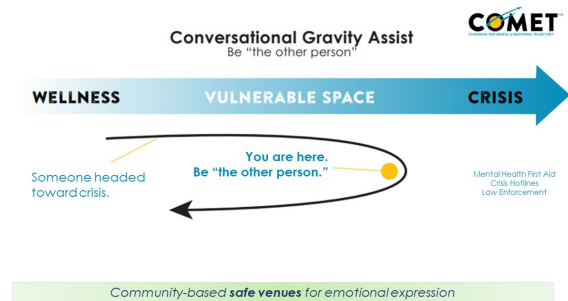 COMET
CHANGING OUR MENTAL & EMOTIONAL TRAJECTORY
Conversational Gravity Assist
Be “the other person”
WELLNESS
VULNERABLE SPACE
CRISIS
Someone headed
toward crisis.
You are here.
Be “the other person.”
Mental Health First Aid
Crisis Hotlines
Law Enforcement
Community-based safe venues for emotional expression